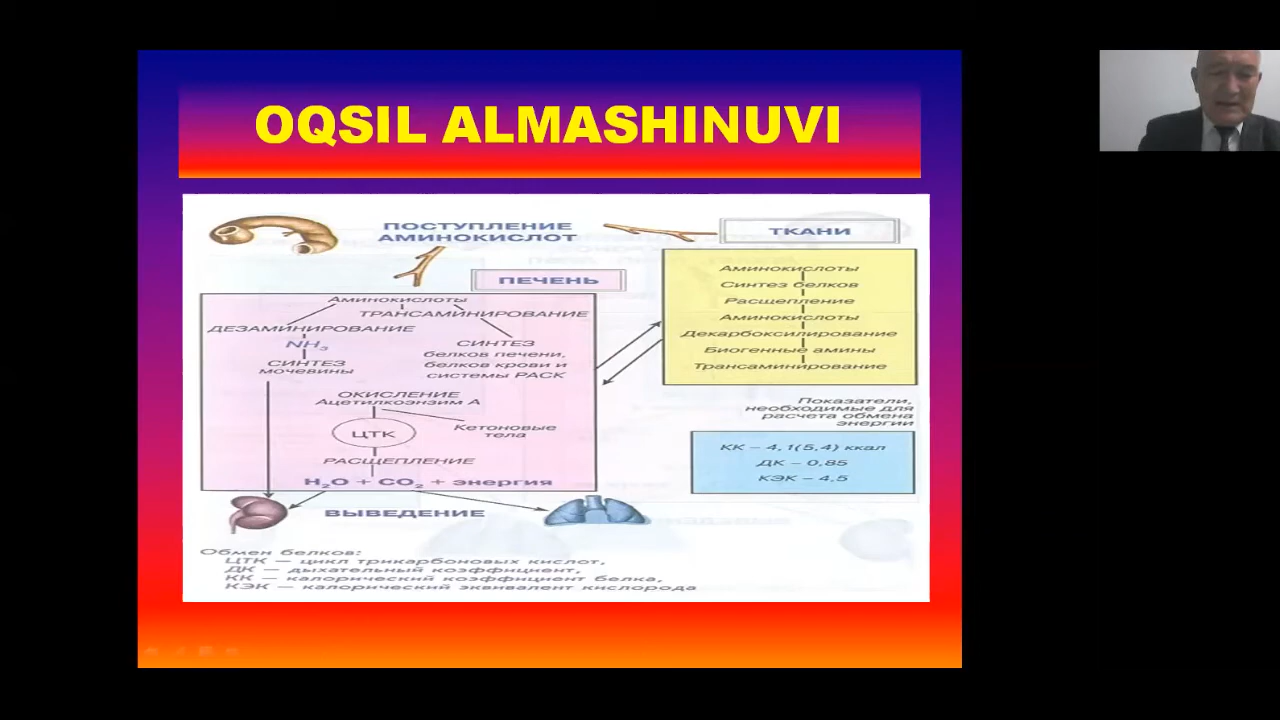 OQSIL ALMASHINUVI
ПОСТУПЛЕНИЕ
АМИНОКИСЛОТ
ТКАНИ
ПЕЧЕНЬ
Аминокислоты
ТРАНСАМИНИРОВАНИЕ
ДЕЗАМИНИРОВАНИЕ
NH₃
СИНТЕЗ
мочевины
СИНТЕЗ
белков печени,
белков крови и
системы РАСК
ОКИСЛЕНИЕ
Ацетилкоэнзим А
ЦТК
Кетоновые
тела
РАСЩЕПЛЕНИЕ
H₂O + CO₂ + энергия
Аминокислоты
Синтез белков
Расщепление
Аминокислоты
Декарбоксилирование
Биогенные амины
Трансаминирование
Показатели,
необходимые для
расчета обмена
энергии
КК – 4,1(5,4) ккал
ДК – 0,85
КЭК – 4,5
ВЫВЕДЕНИЕ
Обмен белков:
ЦТК — цикл трикарбоновых кислот,
ДК — дыхательный коэффициент,
КК — калорический коэффициент белка,
КЭК — калорический эквивалент кислорода